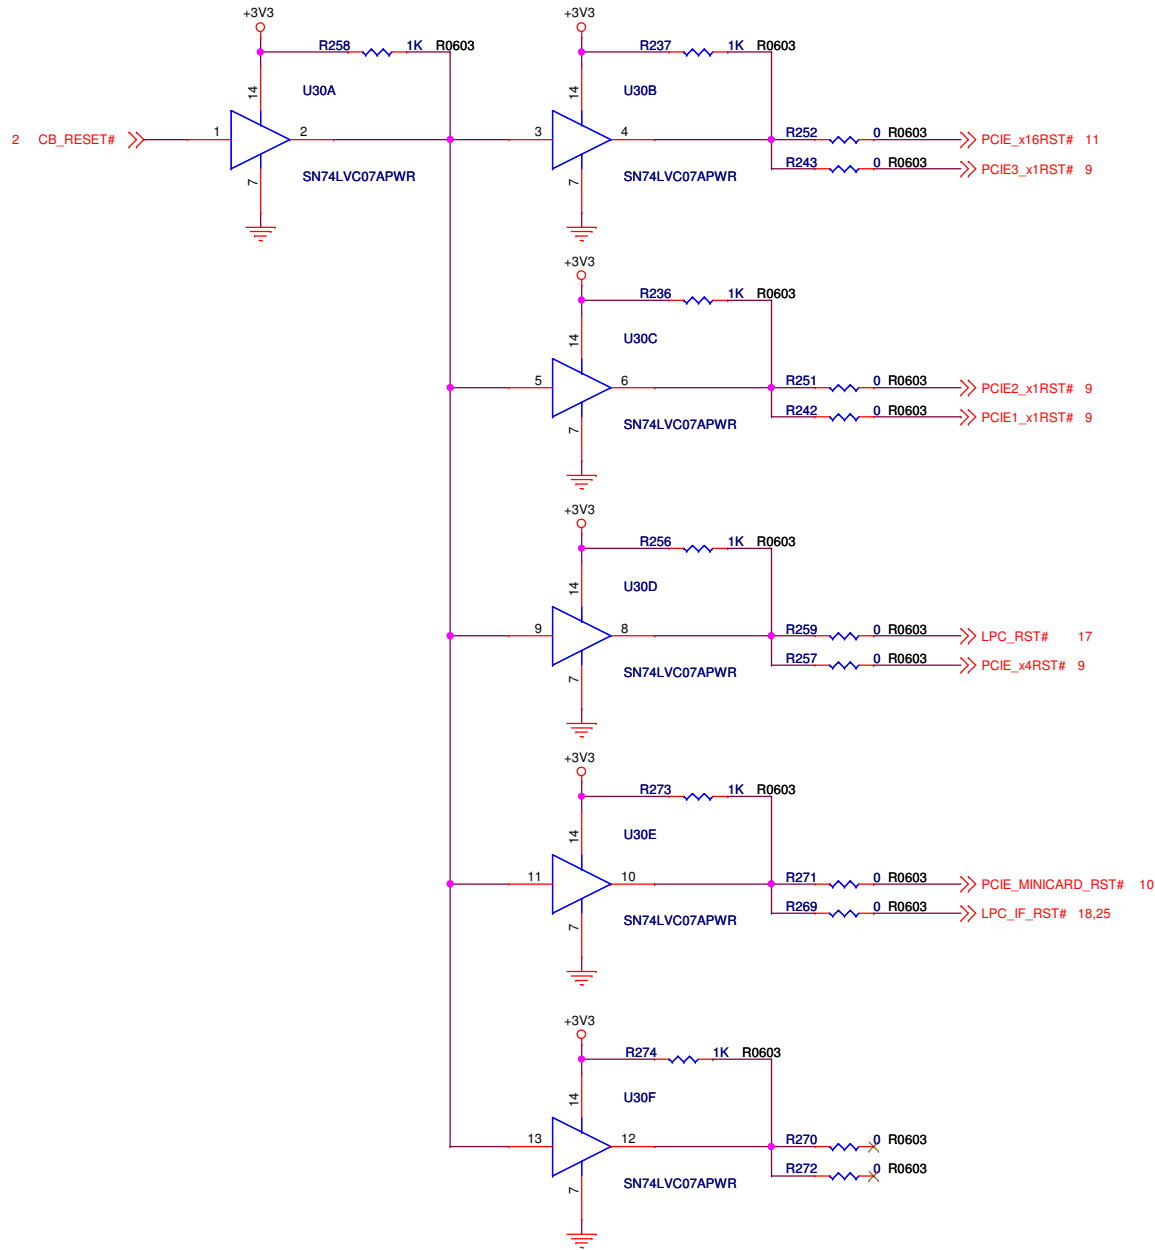 +3V3 +3V3
R258 1K R0603 R237 1K R0603
14 U30A 14 U30B
2 CB_RESET# 1 2 3 4 R252 0 R0603 PCIE_x16RST# 11
R243 0 R0603 PCIE3_x1RST# 9
7 SN74LVC07APWR 7 SN74LVC07APWR
+3V3
R236 1K R0603
14 U30C
5 6 R251 0 R0603 PCIE2_x1RST# 9
R242 0 R0603 PCIE1_x1RST# 9
7 SN74LVC07APWR
+3V3
R256 1K R0603
14 U30D
9 8 R259 0 R0603 LPC_RST# 17
R257 0 R0603 PCIE_x4RST# 9
7 SN74LVC07APWR
+3V3
R273 1K R0603
14 U30E
11 10 R271 0 R0603 PCIE_MINICARD_RST# 10
R269 0 R0603 LPC_IF_RST# 18,25
7 SN74LVC07APWR
+3V3
R274 1K R0603
14 U30F
13 12 R270 0 R0603
R272 0 R0603
7 SN74LVC07APWR